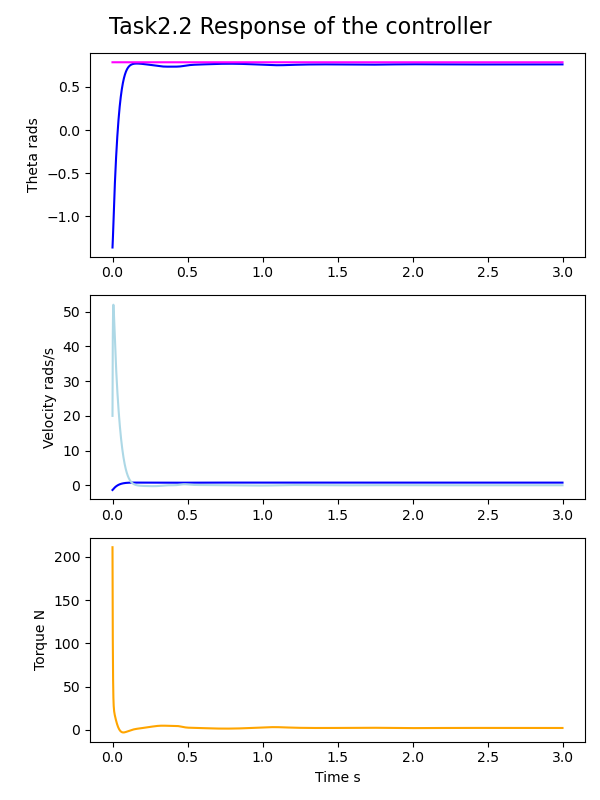 Task2.2 Response of the controller
0.5
0.0
−0.5
−1.0
Theta rads
0.0 0.5 1.0 1.5 2.0 2.5 3.0
50
40
30
20
10
0
Velocity rads/s
0.0 0.5 1.0 1.5 2.0 2.5 3.0
200
150
100
50
0
Torque N
0.0 0.5 1.0 1.5 2.0 2.5 3.0
Time s